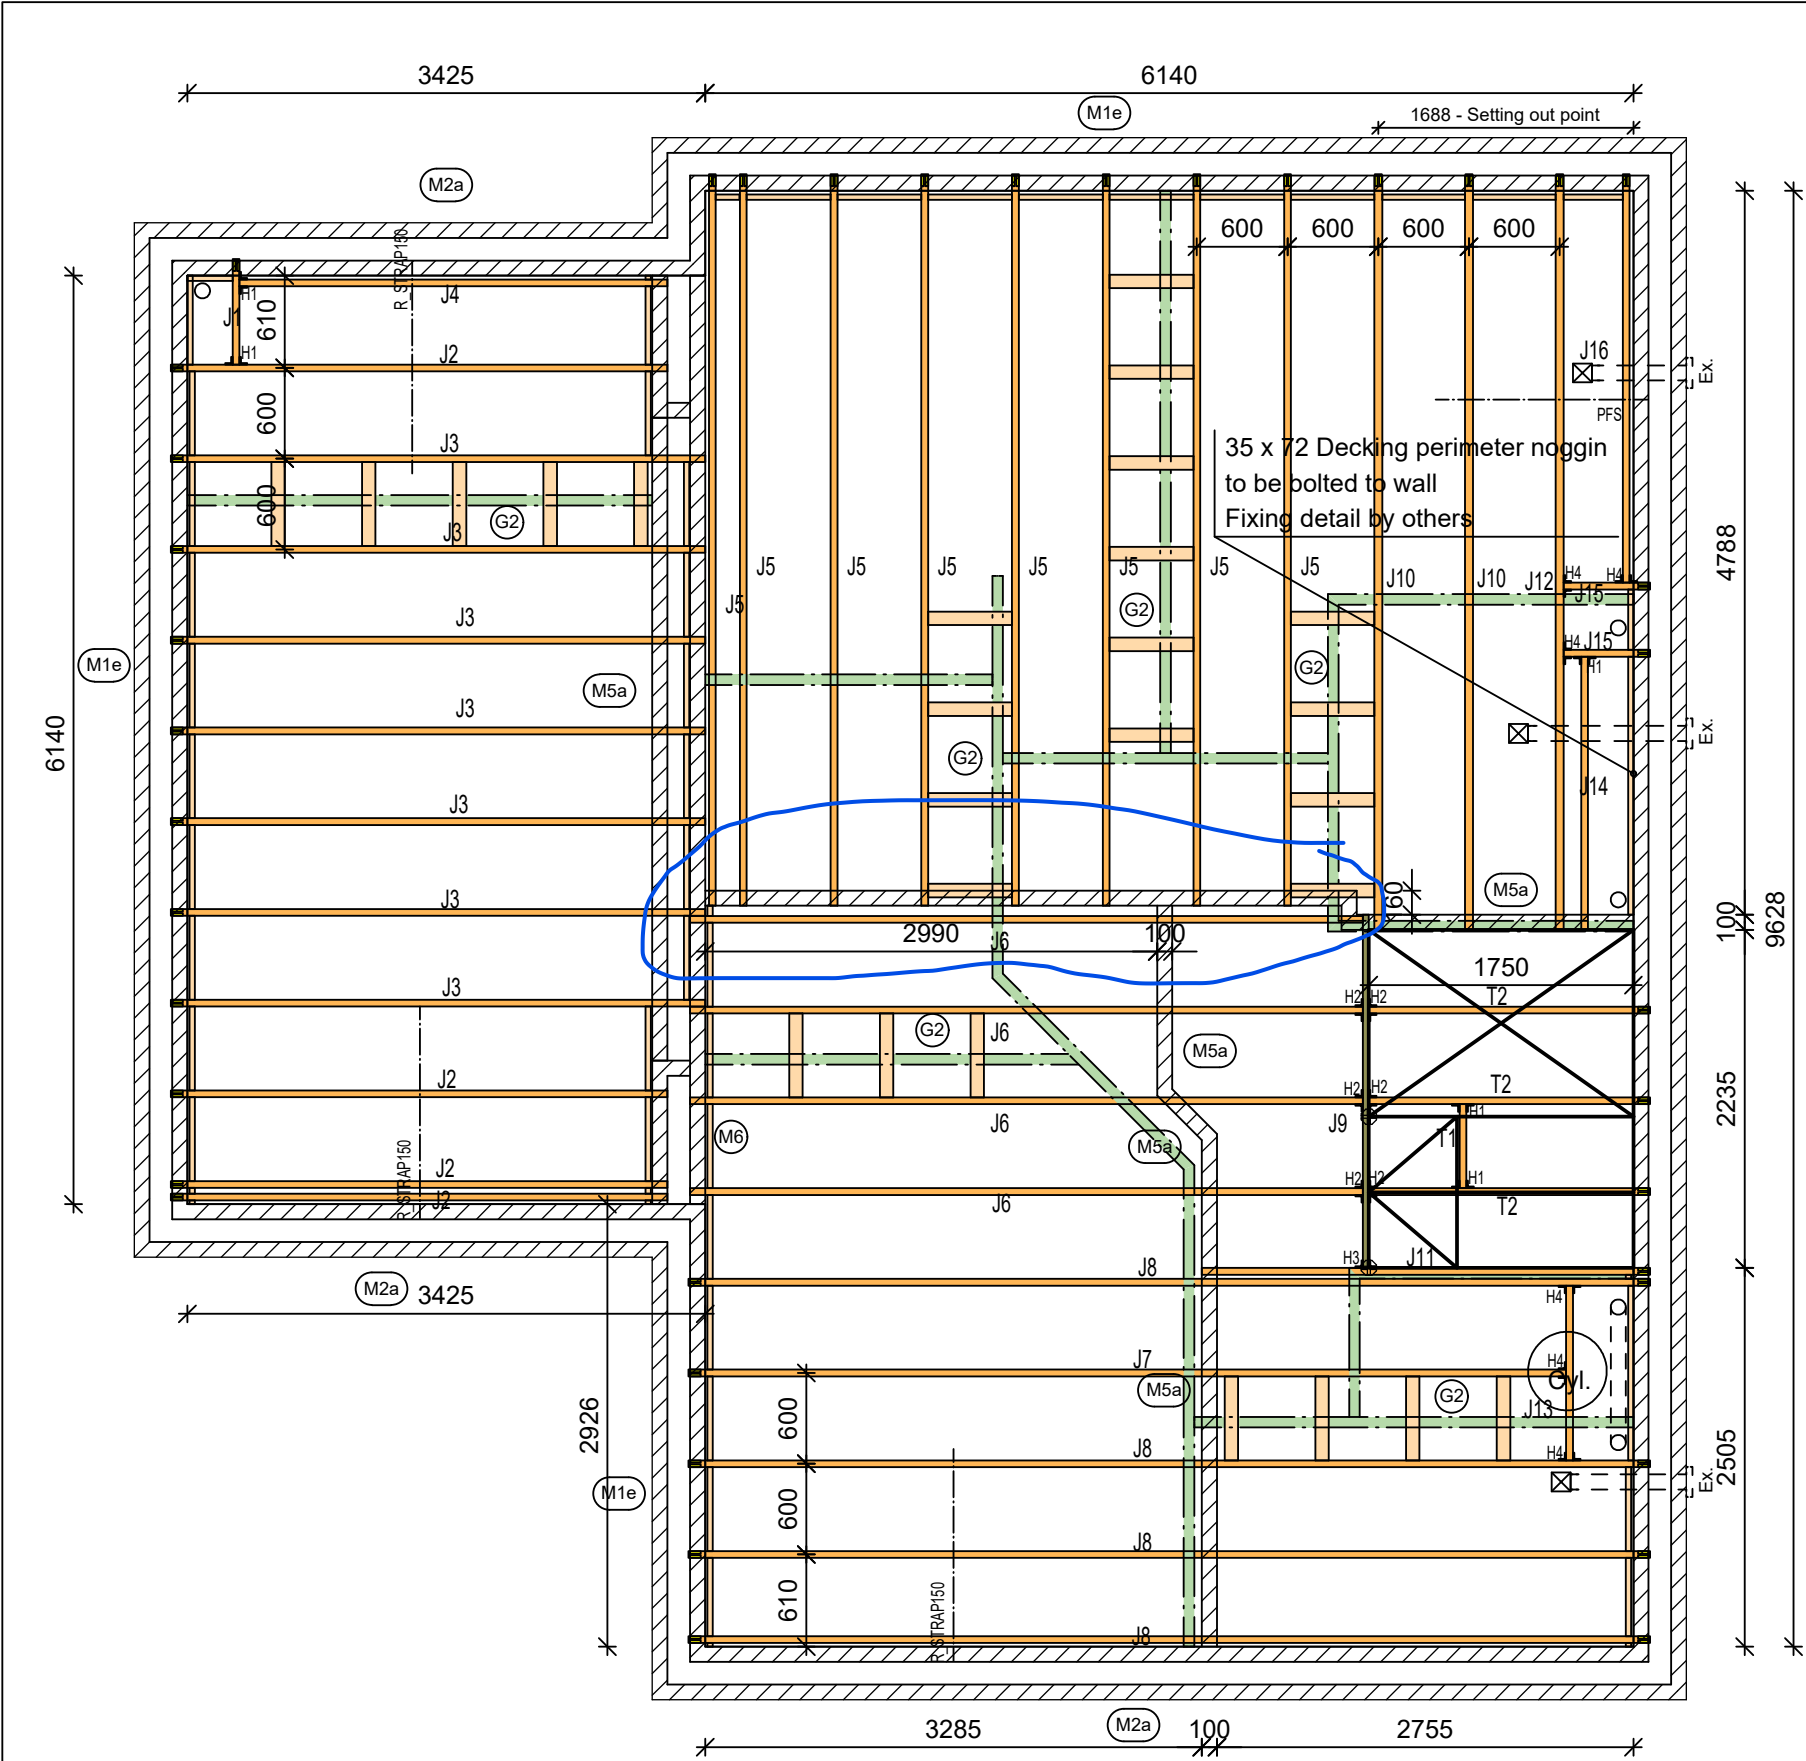 3425
6140
M1e
1688 - Setting out point
M2a
R_STRAP150
600
600
600
600
H1
J4
J1
610
H1
J2
J16
Ex.
PFS
600
J3
35 x 72 Decking perimeter noggin
to be bolted to wall
Fixing detail by others
600
G2
J3
4788
J5
J5
J5
J5
J5
J5
J5
J5
J10
J10
J12
H4
H4
J15
G2
J3
H4
J15
H1
M1e
M5a
G2
J3
6140
G2
Ex.
J14
J3
J3
60
M5a
100
9628
2990
100
J6
1750
J3
H2
H2
T2
G2
J6
M5a
J2
H2
H2
T2
2235
M6
J6
M5a
J9
H1
T1
R_STRAP150
J2
J2
J6
H2
H2
H1
T2
J8
H3
J11
M2a
3425
H4
J7
H4
Cyl.
M5a
G2
J13
2926
600
J8
H4
2505
Ex.
M1e
600
J8
610
R_STRAP150
J8
3285
M2a
100
2755